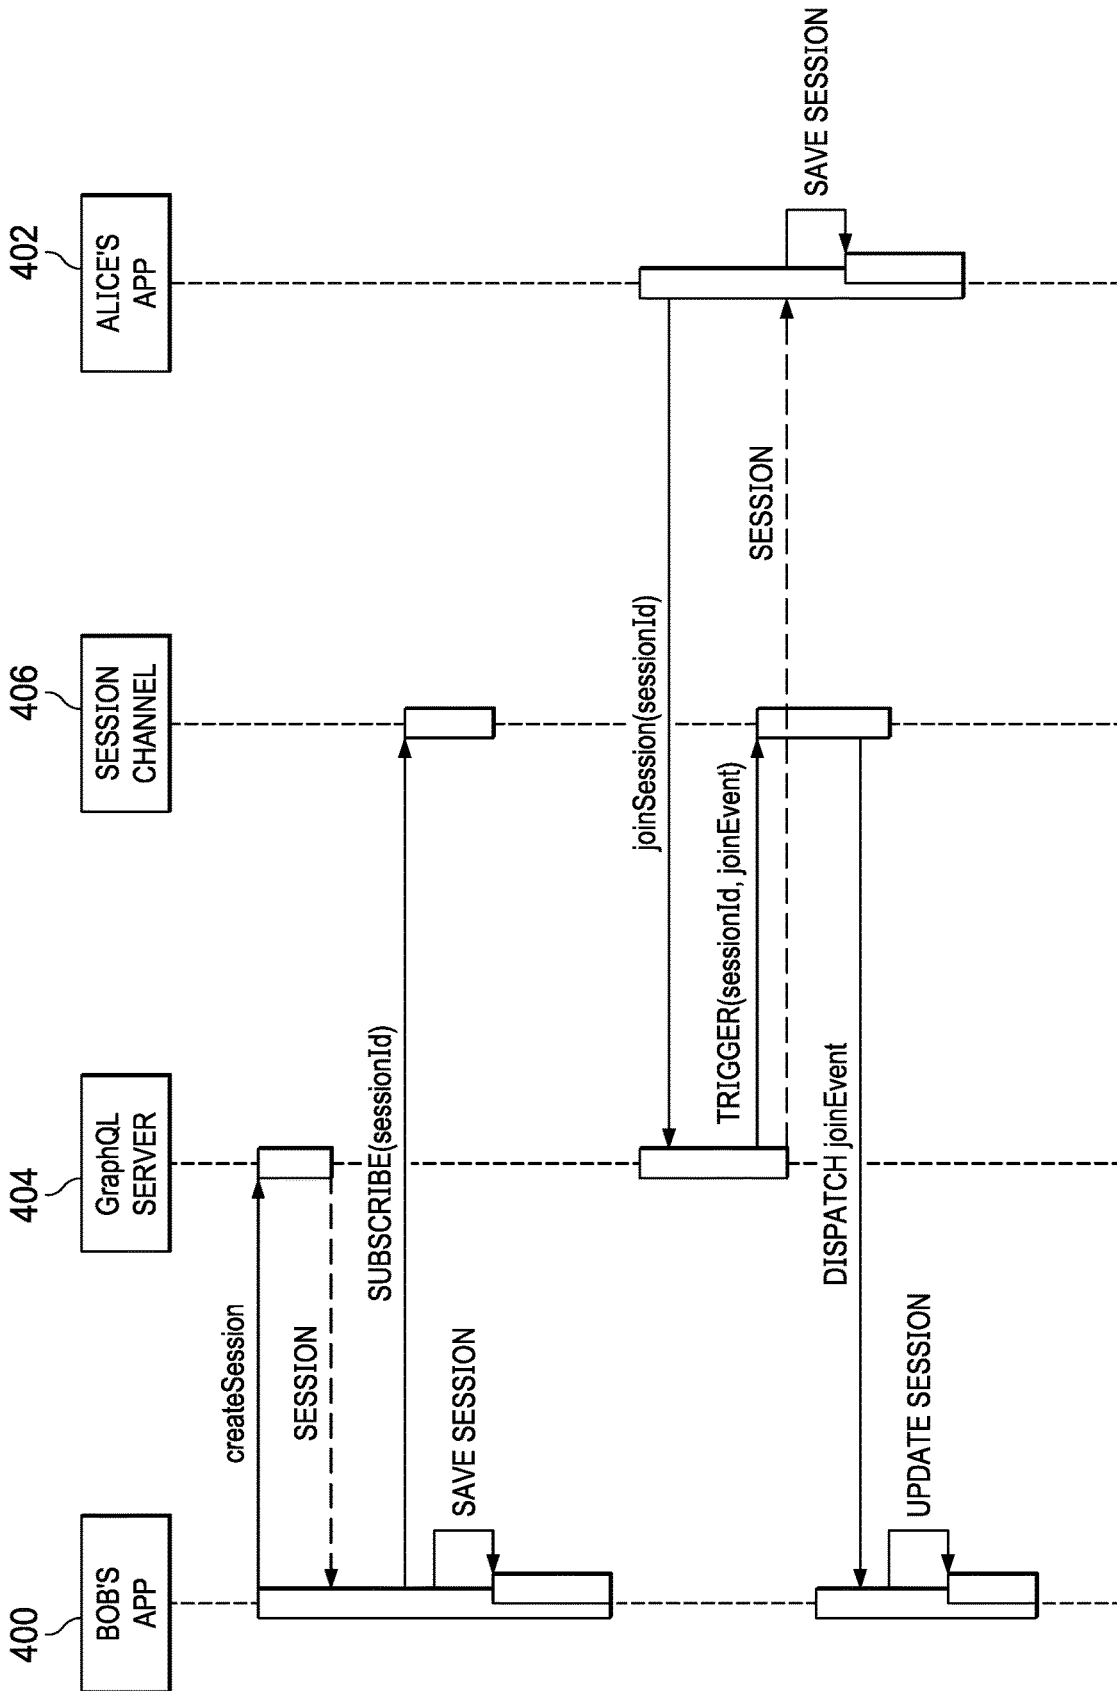 400
BOB'S
APP
404
GraphQL
SERVER
406
SESSION
CHANNEL
402
ALICE'S
APP
createSession
SESSION
SUBSCRIBE(sessionId)
SAVE SESSION
joinSession(sessionId)
TRIGGER(sessionId, joinEvent)
SESSION
SAVE SESSION
DISPATCH joinEvent
UPDATE SESSION